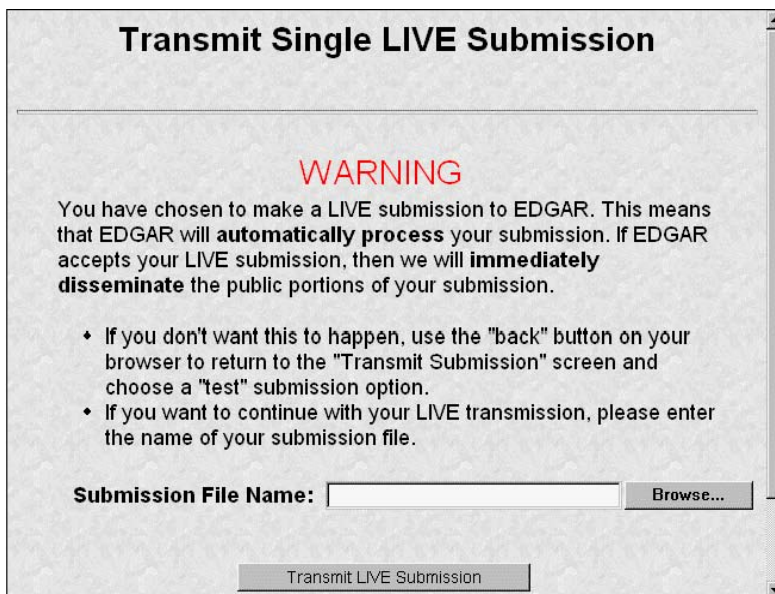 Transmit Single LIVE Submission
WARNING
You have chosen to make a LIVE submission to EDGAR. This means
that EDGAR will automatically process your submission. If EDGAR
accepts your LIVE submission, then we will immediately
disseminate the public portions of your submission.
• If you don't want this to happen, use the "back" button on your
browser to return to the "Transmit Submission" screen and
choose a "test" submission option.
• If you want to continue with your LIVE transmission, please enter
the name of your submission file.
Submission File Name: Browse...
Transmit LIVE Submission